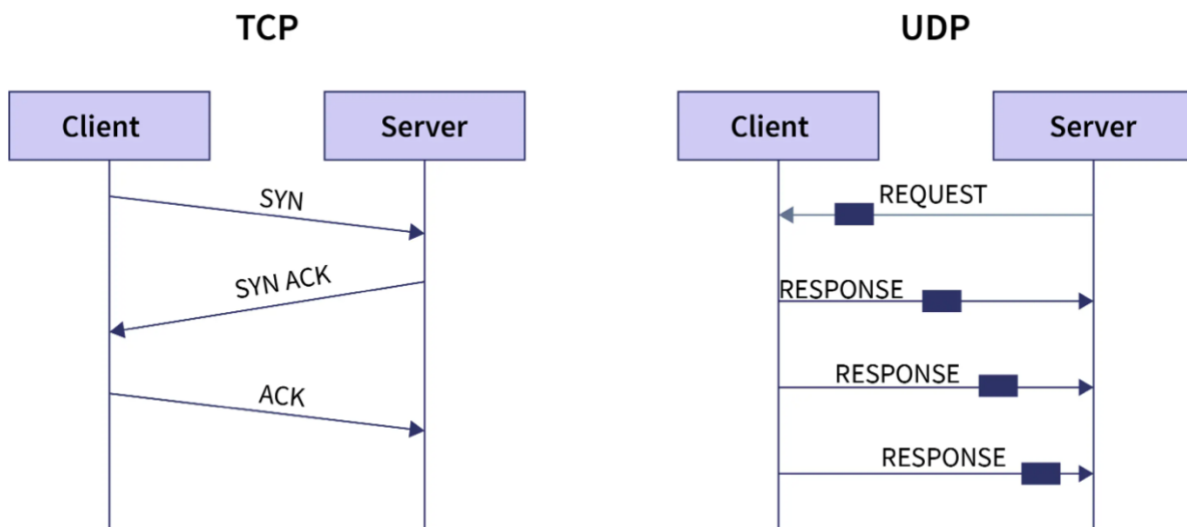 TCP
UDP
Client
Server
Client
Server
SYN
SYN ACK
ACK
REQUEST
RESPONSE
RESPONSE
RESPONSE